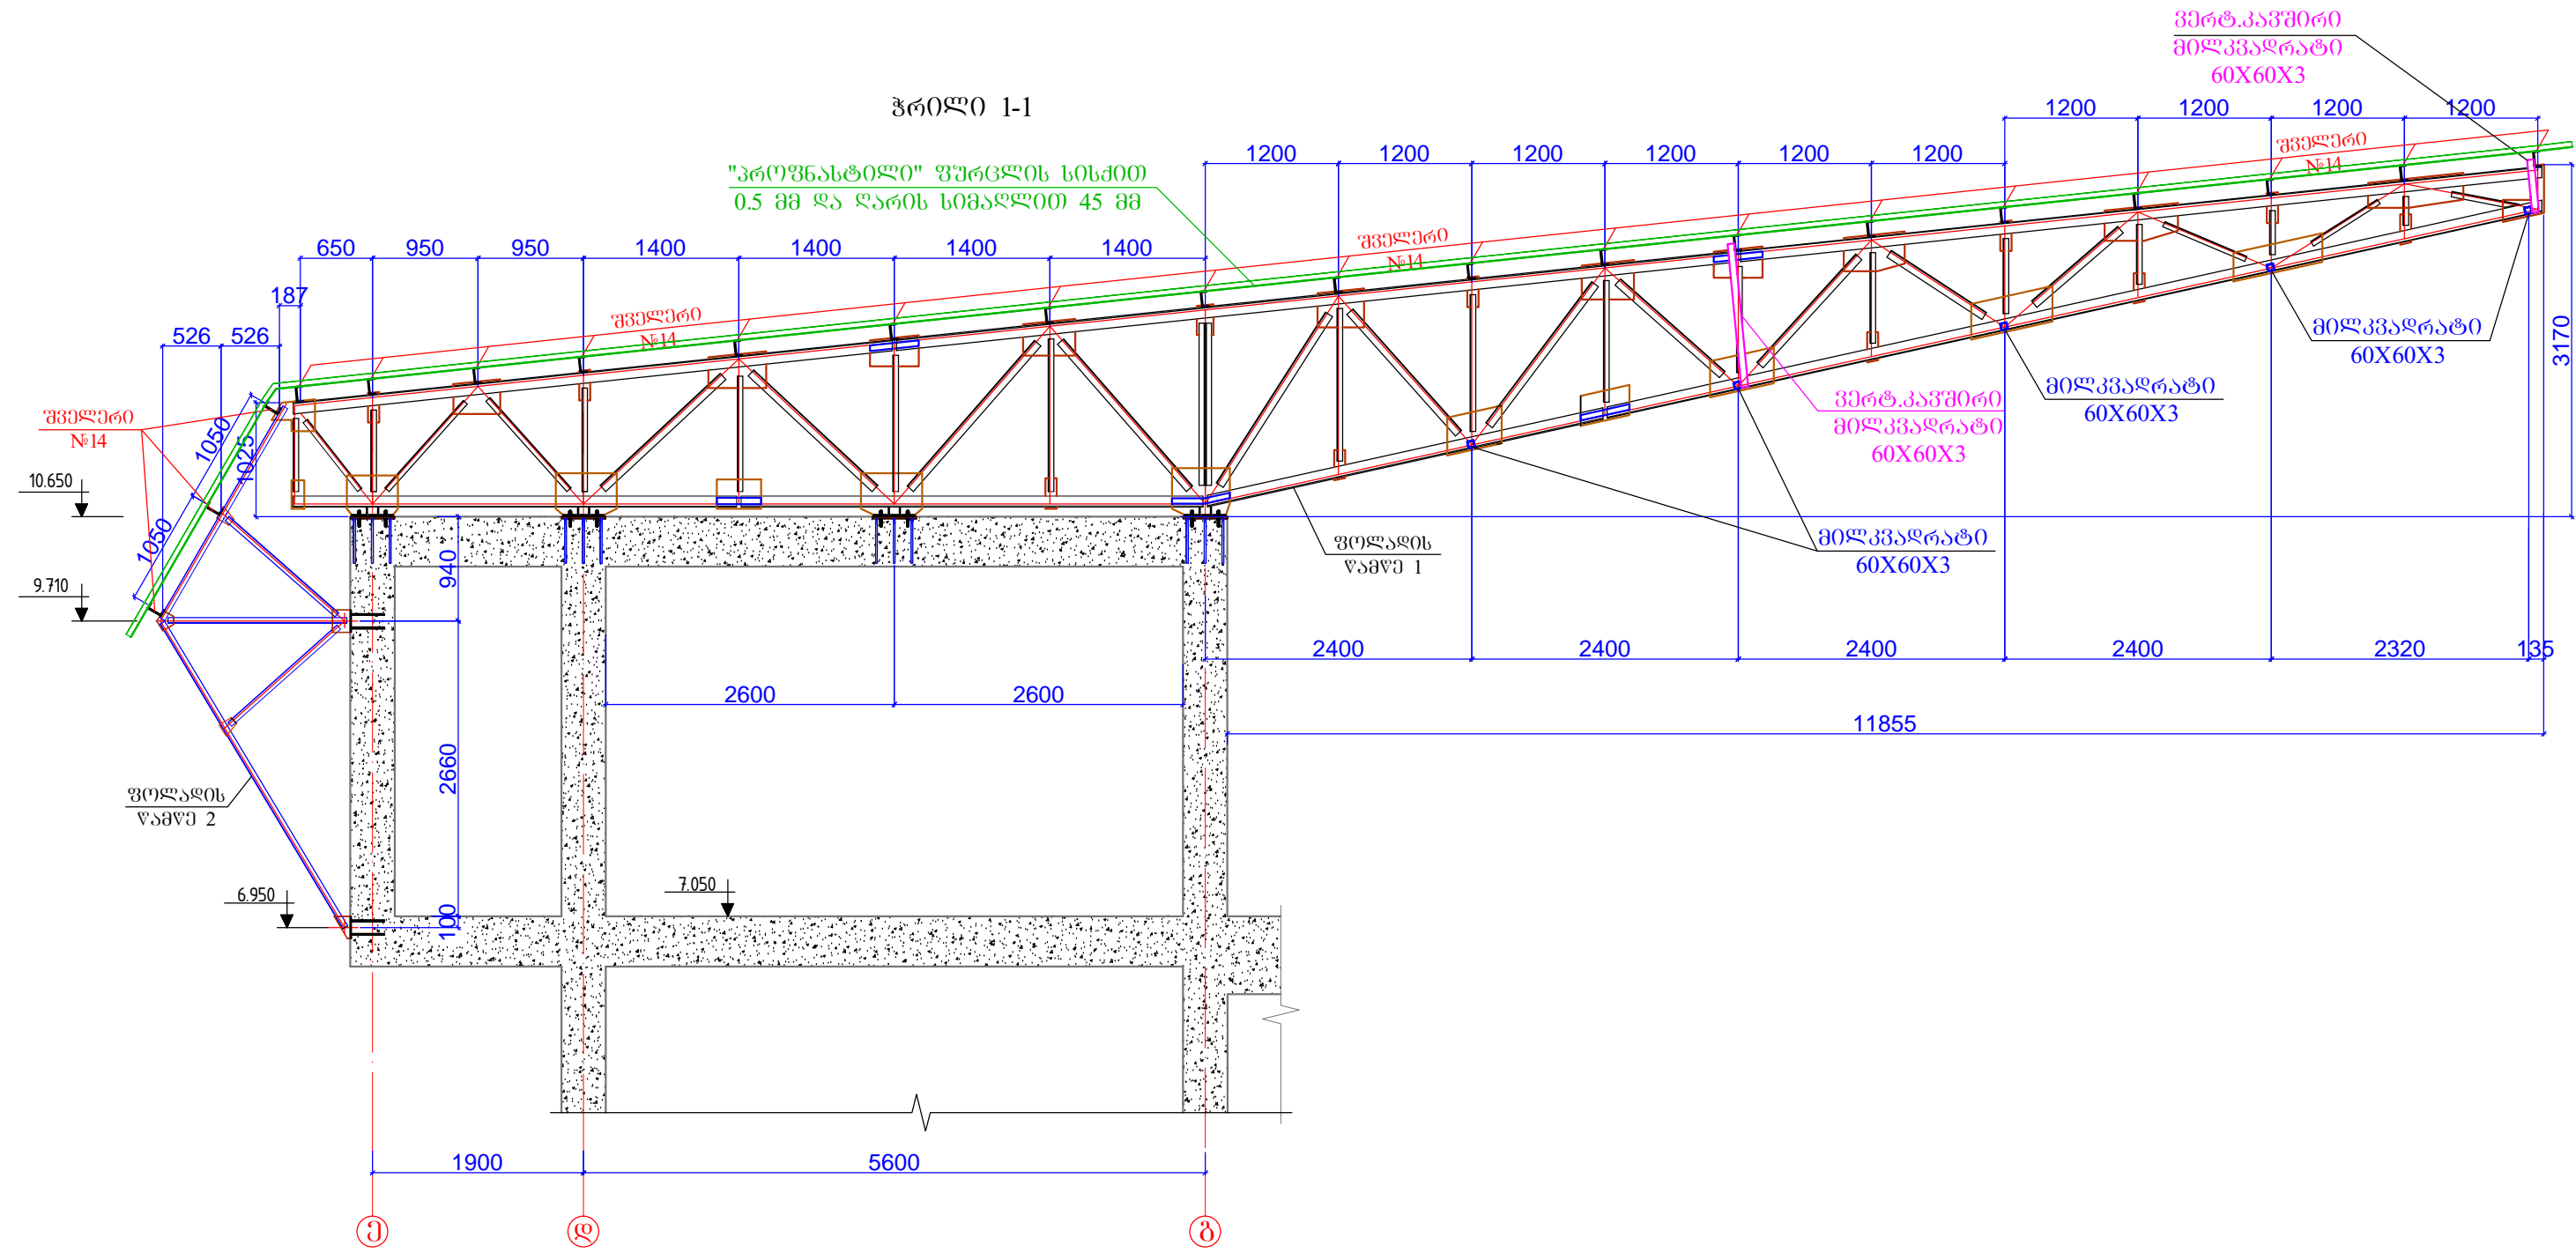 ვერტ.კავშირი
მილკვადრატი
60X60X3
ჭრილი 1-1
1200 1200 1200 1200
შველერი
№14
1200 1200 1200 1200 1200 1200
"პროფნასტილი" ფურცლის სისქით
0.5 მმ და ღარის სიმაღლით 45 მმ
650 950 950 1400 1400 1400 1400
შველერი
№14
187
შველერი
№14
526 526
3170
მილკვადრატი
60X60X3
მილკვადრატი
60X60X3
ვერტ.კავშირი
მილკვადრატი
60X60X3
შველერი
№14
1050
1025
1050
10.650
9.710
940
ფოლადის
წამწე 1
მილკვადრატი
60X60X3
2400 2400 2400 2400 2320 135
2600 2600
11855
2660
ფოლადის
წამწე 2
6.950
7.050
100
1900 5600
ე დ ბ